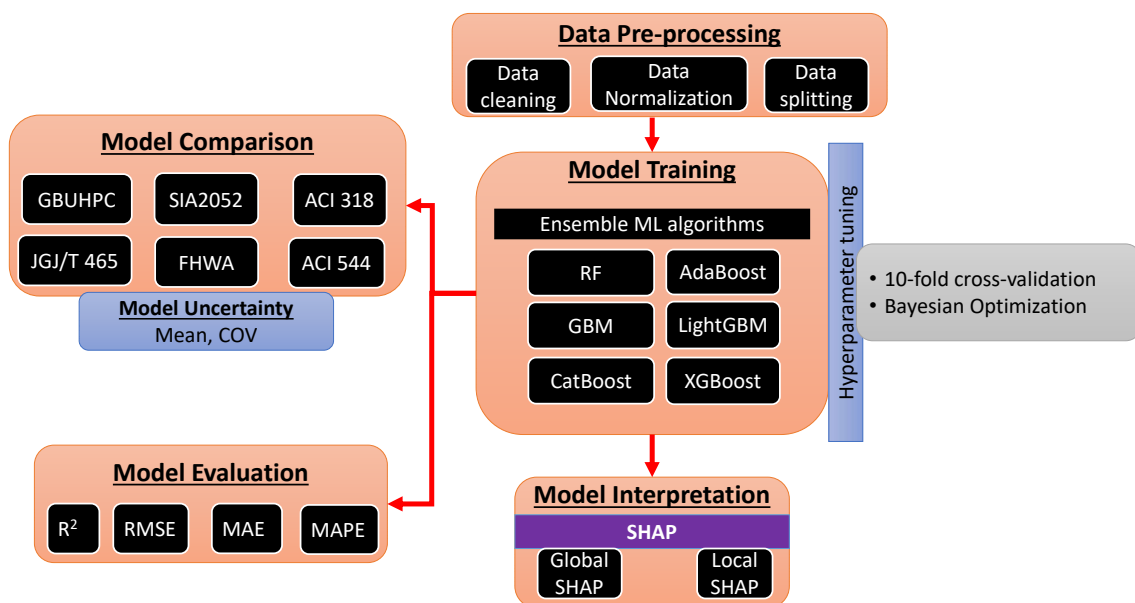 Data Pre-processing
Data
cleaning
Data
Normalization
Data
splitting
Model Comparison
GBUHPC
SIA2052
ACI 318
JGJ/T 465
FHWA
ACI 544
Model Uncertainty
Mean, COV
Model Training
Ensemble ML algorithms
RF
AdaBoost
GBM
LightGBM
CatBoost
XGBoost
Hyperparameter tuning
• 10-fold cross-validation
• Bayesian Optimization
Model Evaluation
R²
RMSE
MAE
MAPE
Model Interpretation
SHAP
Global
SHAP
Local
SHAP